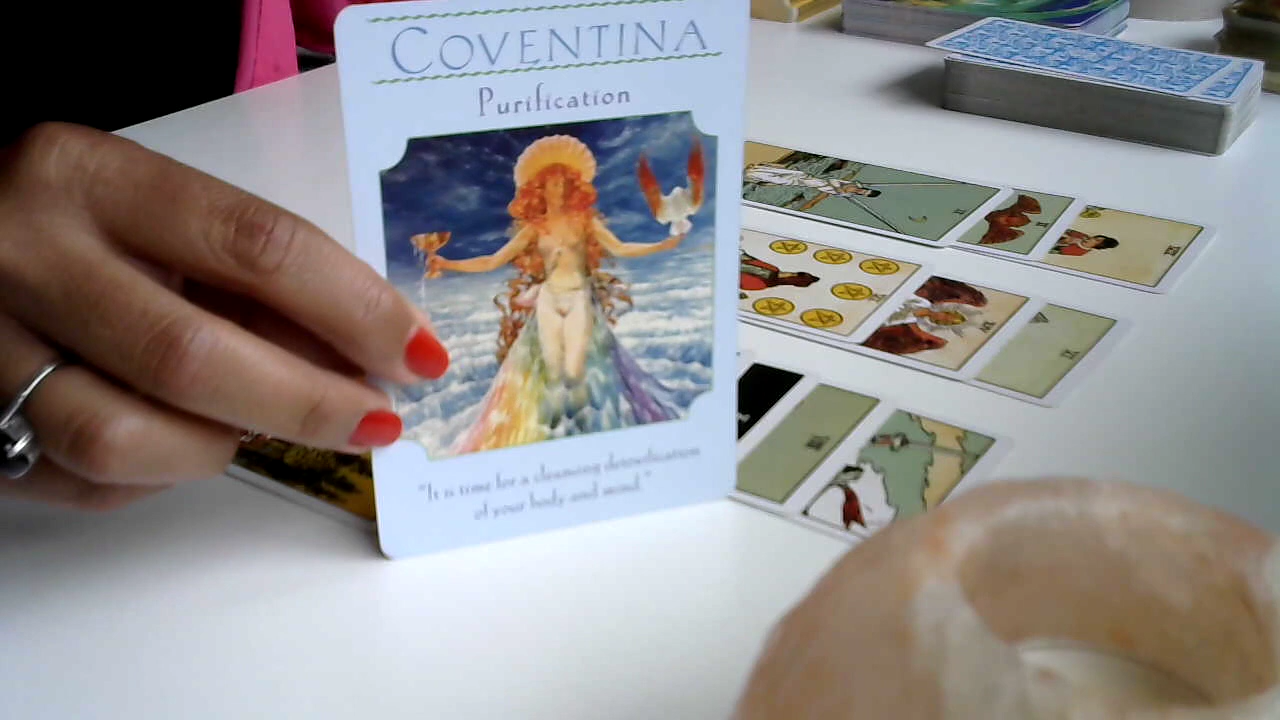 COVENTINA
Purification
"It is time for a cleansing detoxification
of your body and mind."